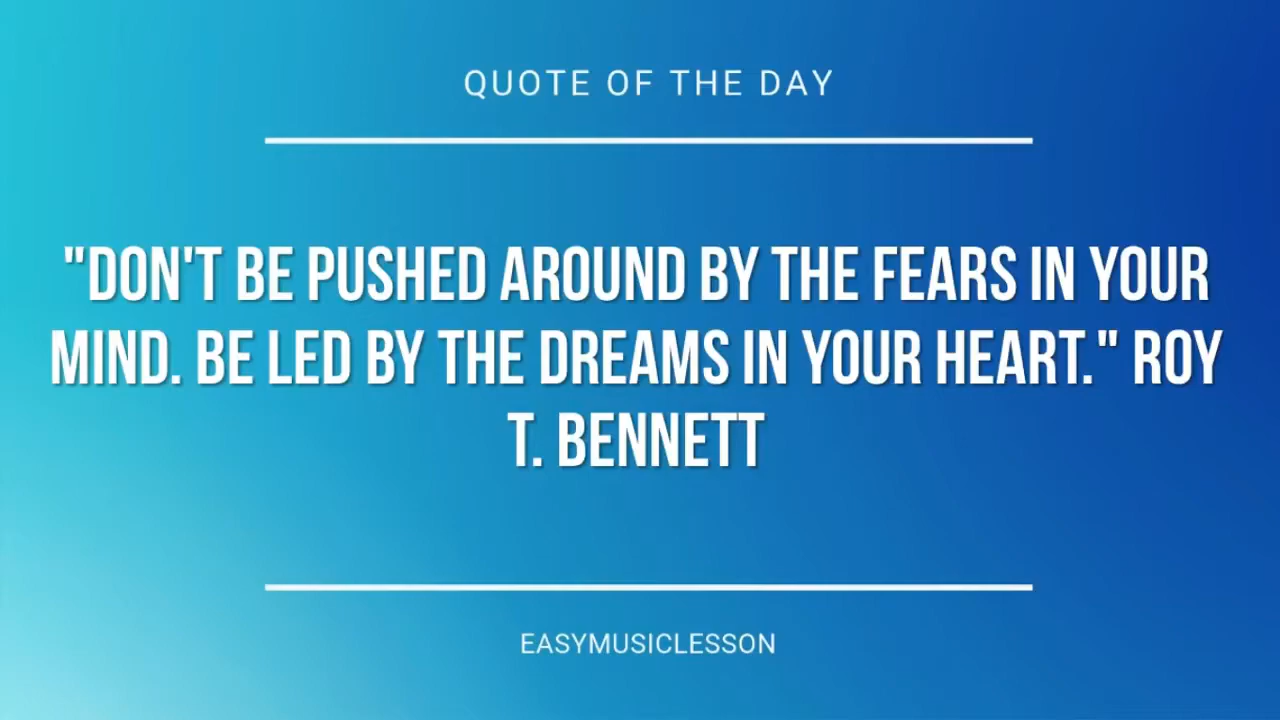 QUOTE OF THE DAY
"DON'T BE PUSHED AROUND BY THE FEARS IN YOUR
MIND. BE LED BY THE DREAMS IN YOUR HEART." ROY
T. BENNETT
EASYMUSICLESSON